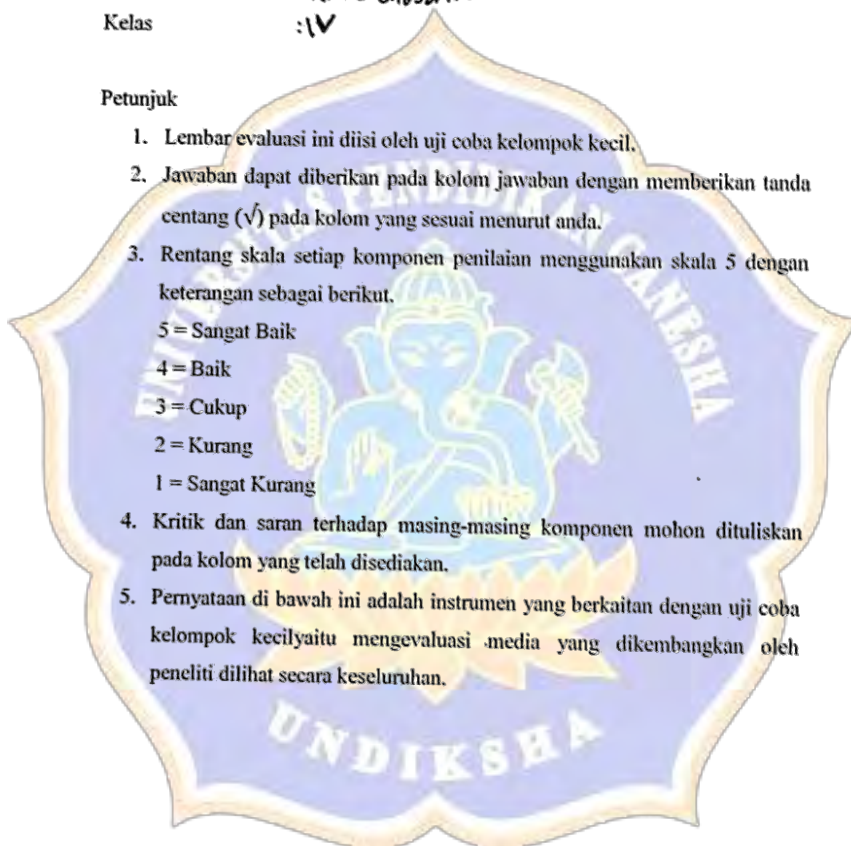 Kelas : IV
Petunjuk
1. Lembar evaluasi ini diisi oleh uji coba kelompok kecil.
2. Jawaban dapat diberikan pada kolom jawaban dengan memberikan tanda
centang (√) pada kolom yang sesuai menurut anda.
3. Rentang skala setiap komponen penilaian menggunakan skala 5 dengan
keterangan sebagai berikut.
5 = Sangat Baik
4 = Baik
3 = Cukup
2 = Kurang
1 = Sangat Kurang
4. Kritik dan saran terhadap masing-masing komponen mohon dituliskan
pada kolom yang telah disediakan.
5. Pernyataan di bawah ini adalah instrumen yang berkaitan dengan uji coba
kelompok kecilyaitu mengevaluasi media yang dikembangkan oleh
peneliti dilihat secara keseluruhan.
UNIVERSITAS PENDIDIKAN GANESHA
UNDIKSHA